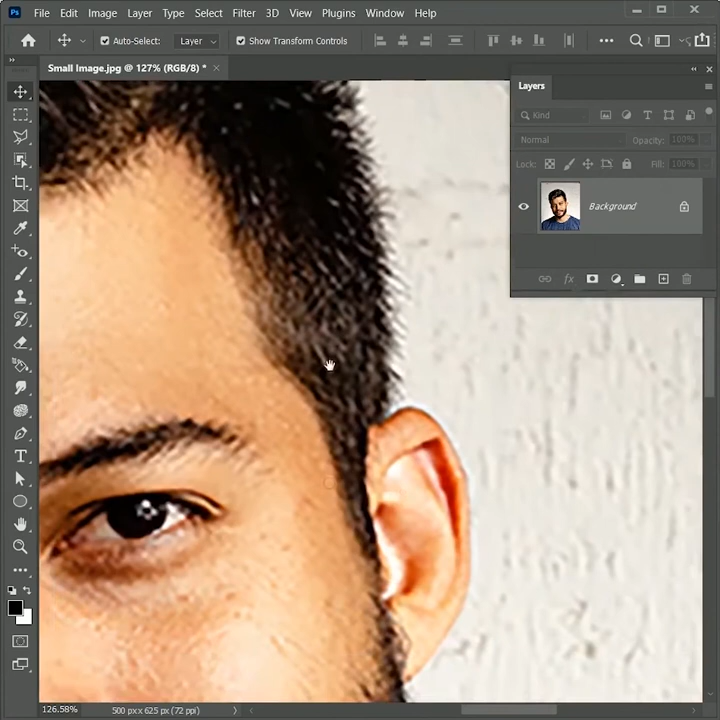 Ps File Edit Image Layer Type Select Filter 3D View Plugins Window Help
Auto-Select: Layer Show Transform Controls
Small Image.jpg @ 127% (RGB/8) *
Layers
Kind
Normal Opacity: 100%
Lock: Fill: 100%
Background
fx
T
126.58% 500 px x 625 px (72 ppi)